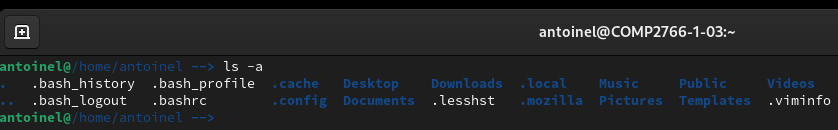 antoinel@COMP2766-1-03:~
antoinel@/home/antoinel --> ls -a
.   .bash_history  .bash_profile  .cache   Desktop    Downloads  .local    Music     Public     Videos
..  .bash_logout   .bashrc        .config  Documents  .lesshst   .mozilla  Pictures  Templates  .viminfo
antoinel@/home/antoinel -->